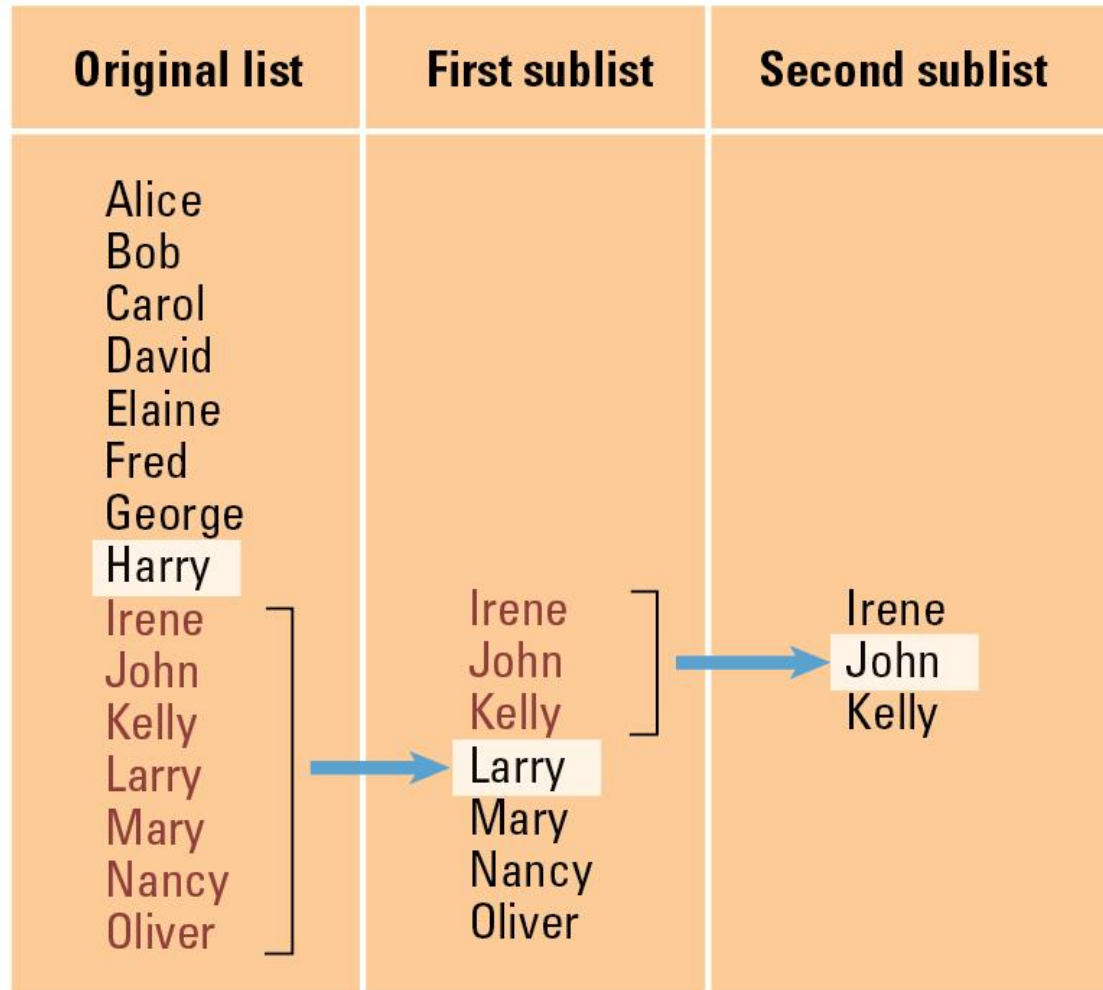 Original list
First sublist
Second sublist
Alice
Bob
Carol
David
Elaine
Fred
George
Harry
Irene
John
Kelly
Larry
Mary
Nancy
Oliver
Irene
John
Kelly
Larry
Mary
Nancy
Oliver
Irene
John
Kelly